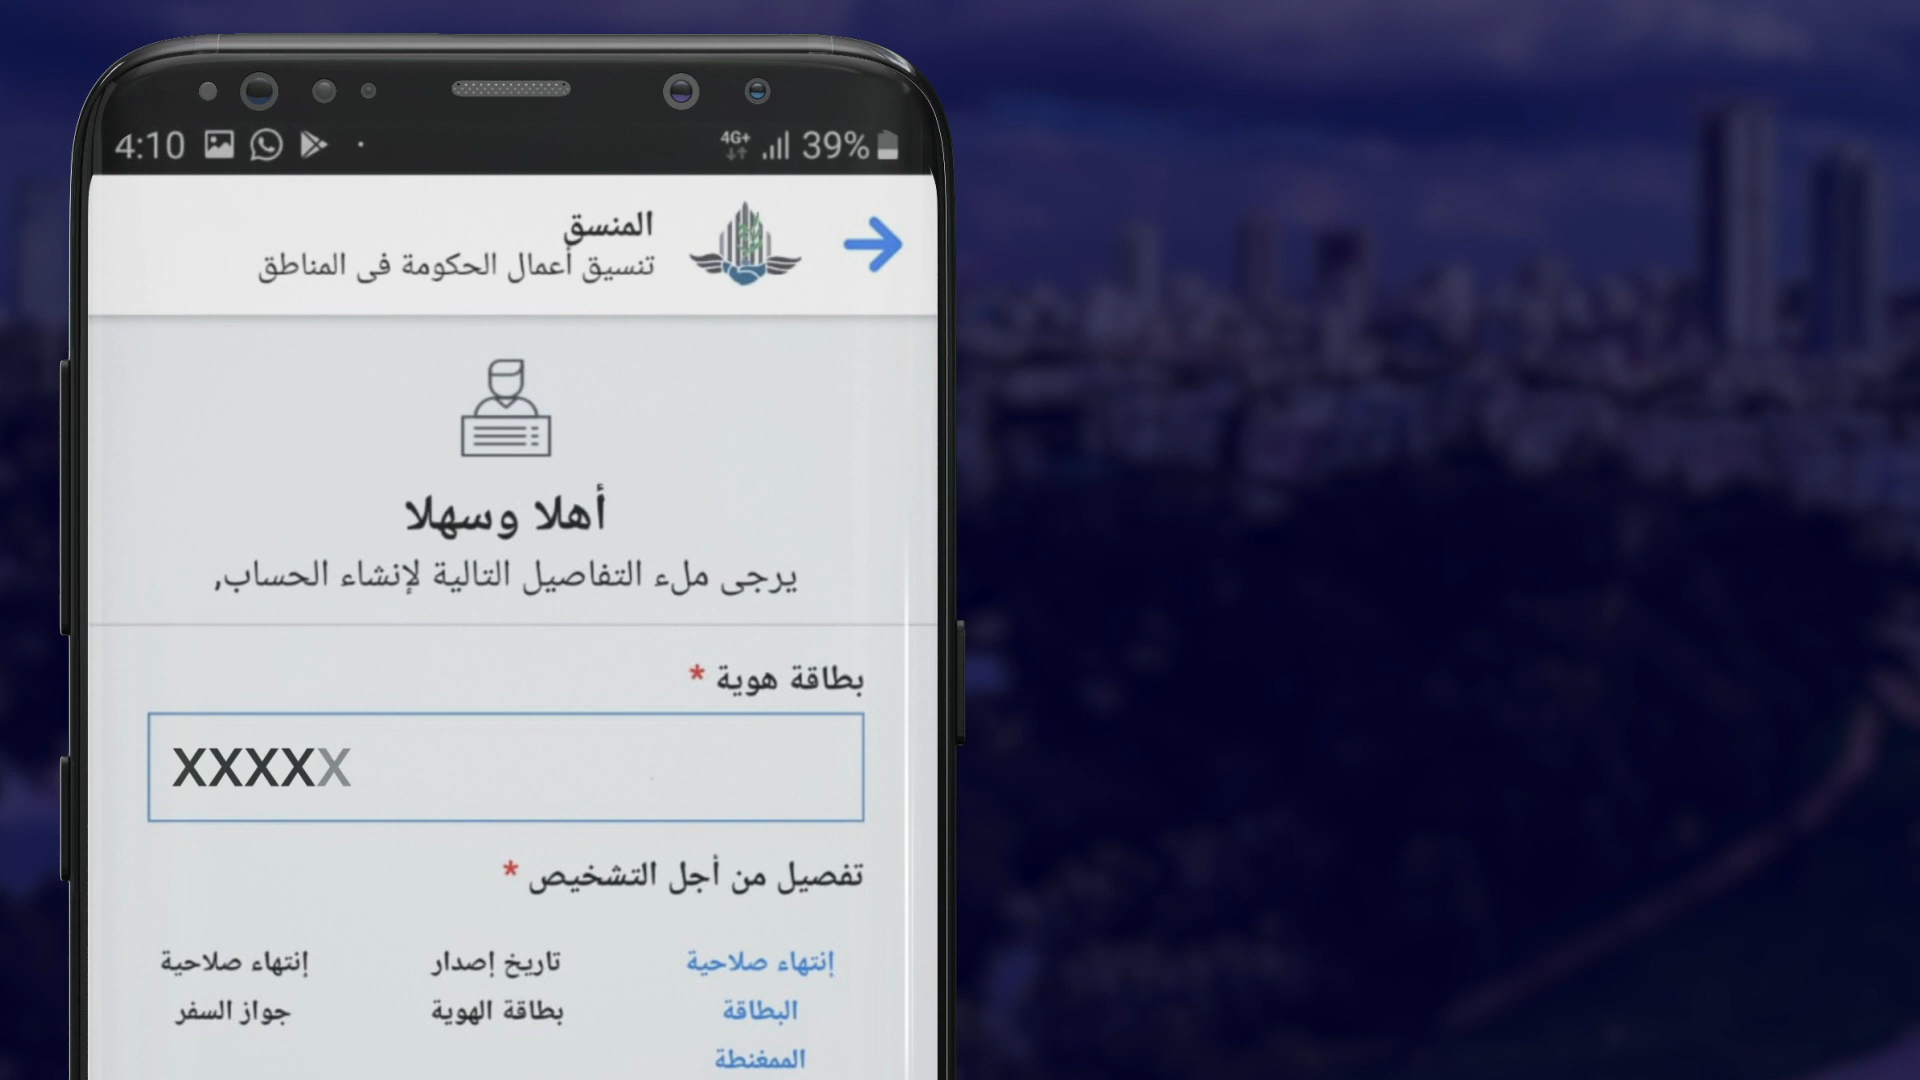 4:10
4G+ 39%
المنسق
تنسيق أعمال الحكومة فى المناطق
أهلا وسهلا
يرجى ملء التفاصيل التالية لإنشاء الحساب,
بطاقة هوية *
XXXXX
تفصيل من أجل التشخيص *
إنتهاء صلاحية البطاقة الممغنطة
تاريخ إصدار بطاقة الهوية
إنتهاء صلاحية جواز السفر